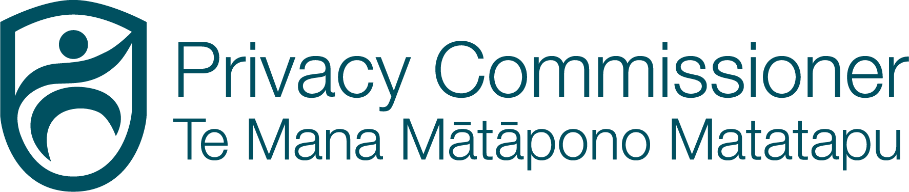 Privacy Commissioner
Te Mana Mātāpono Matatapu